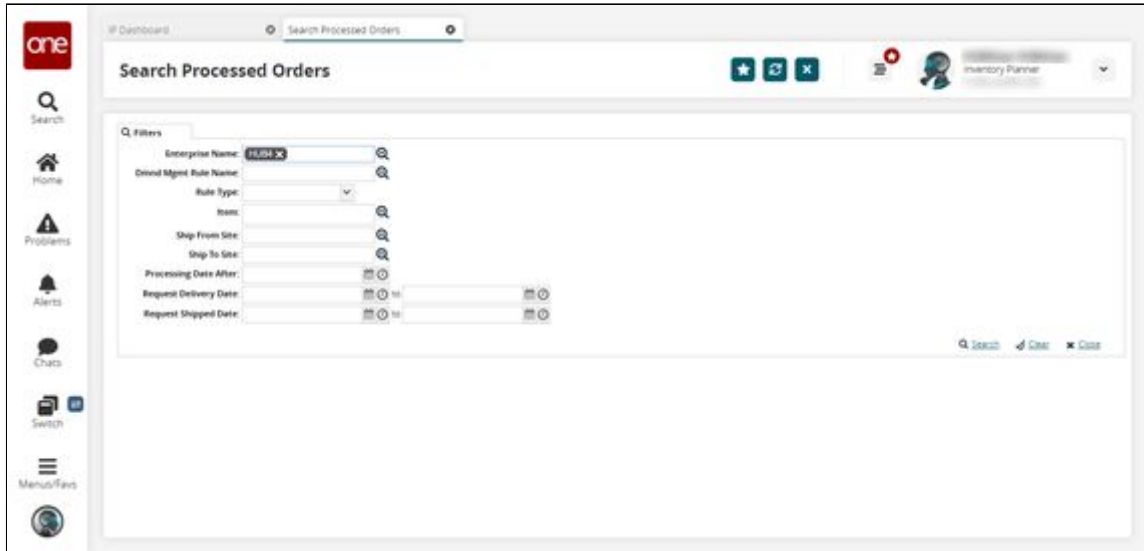 one
IP Dashboard
Search Processed Orders
Search Processed Orders
Inventory Planner
Search
Home
Problems
Alerts
Chats
Switch
Menus/Favs
Filters
Enterprise Name: HUB4
Dmnd Mgmt Rule Name:
Rule Type:
Item:
Ship From Site:
Ship To Site:
Processing Date After:
Request Delivery Date: to
Request Shipped Date: to
Search Clear Close